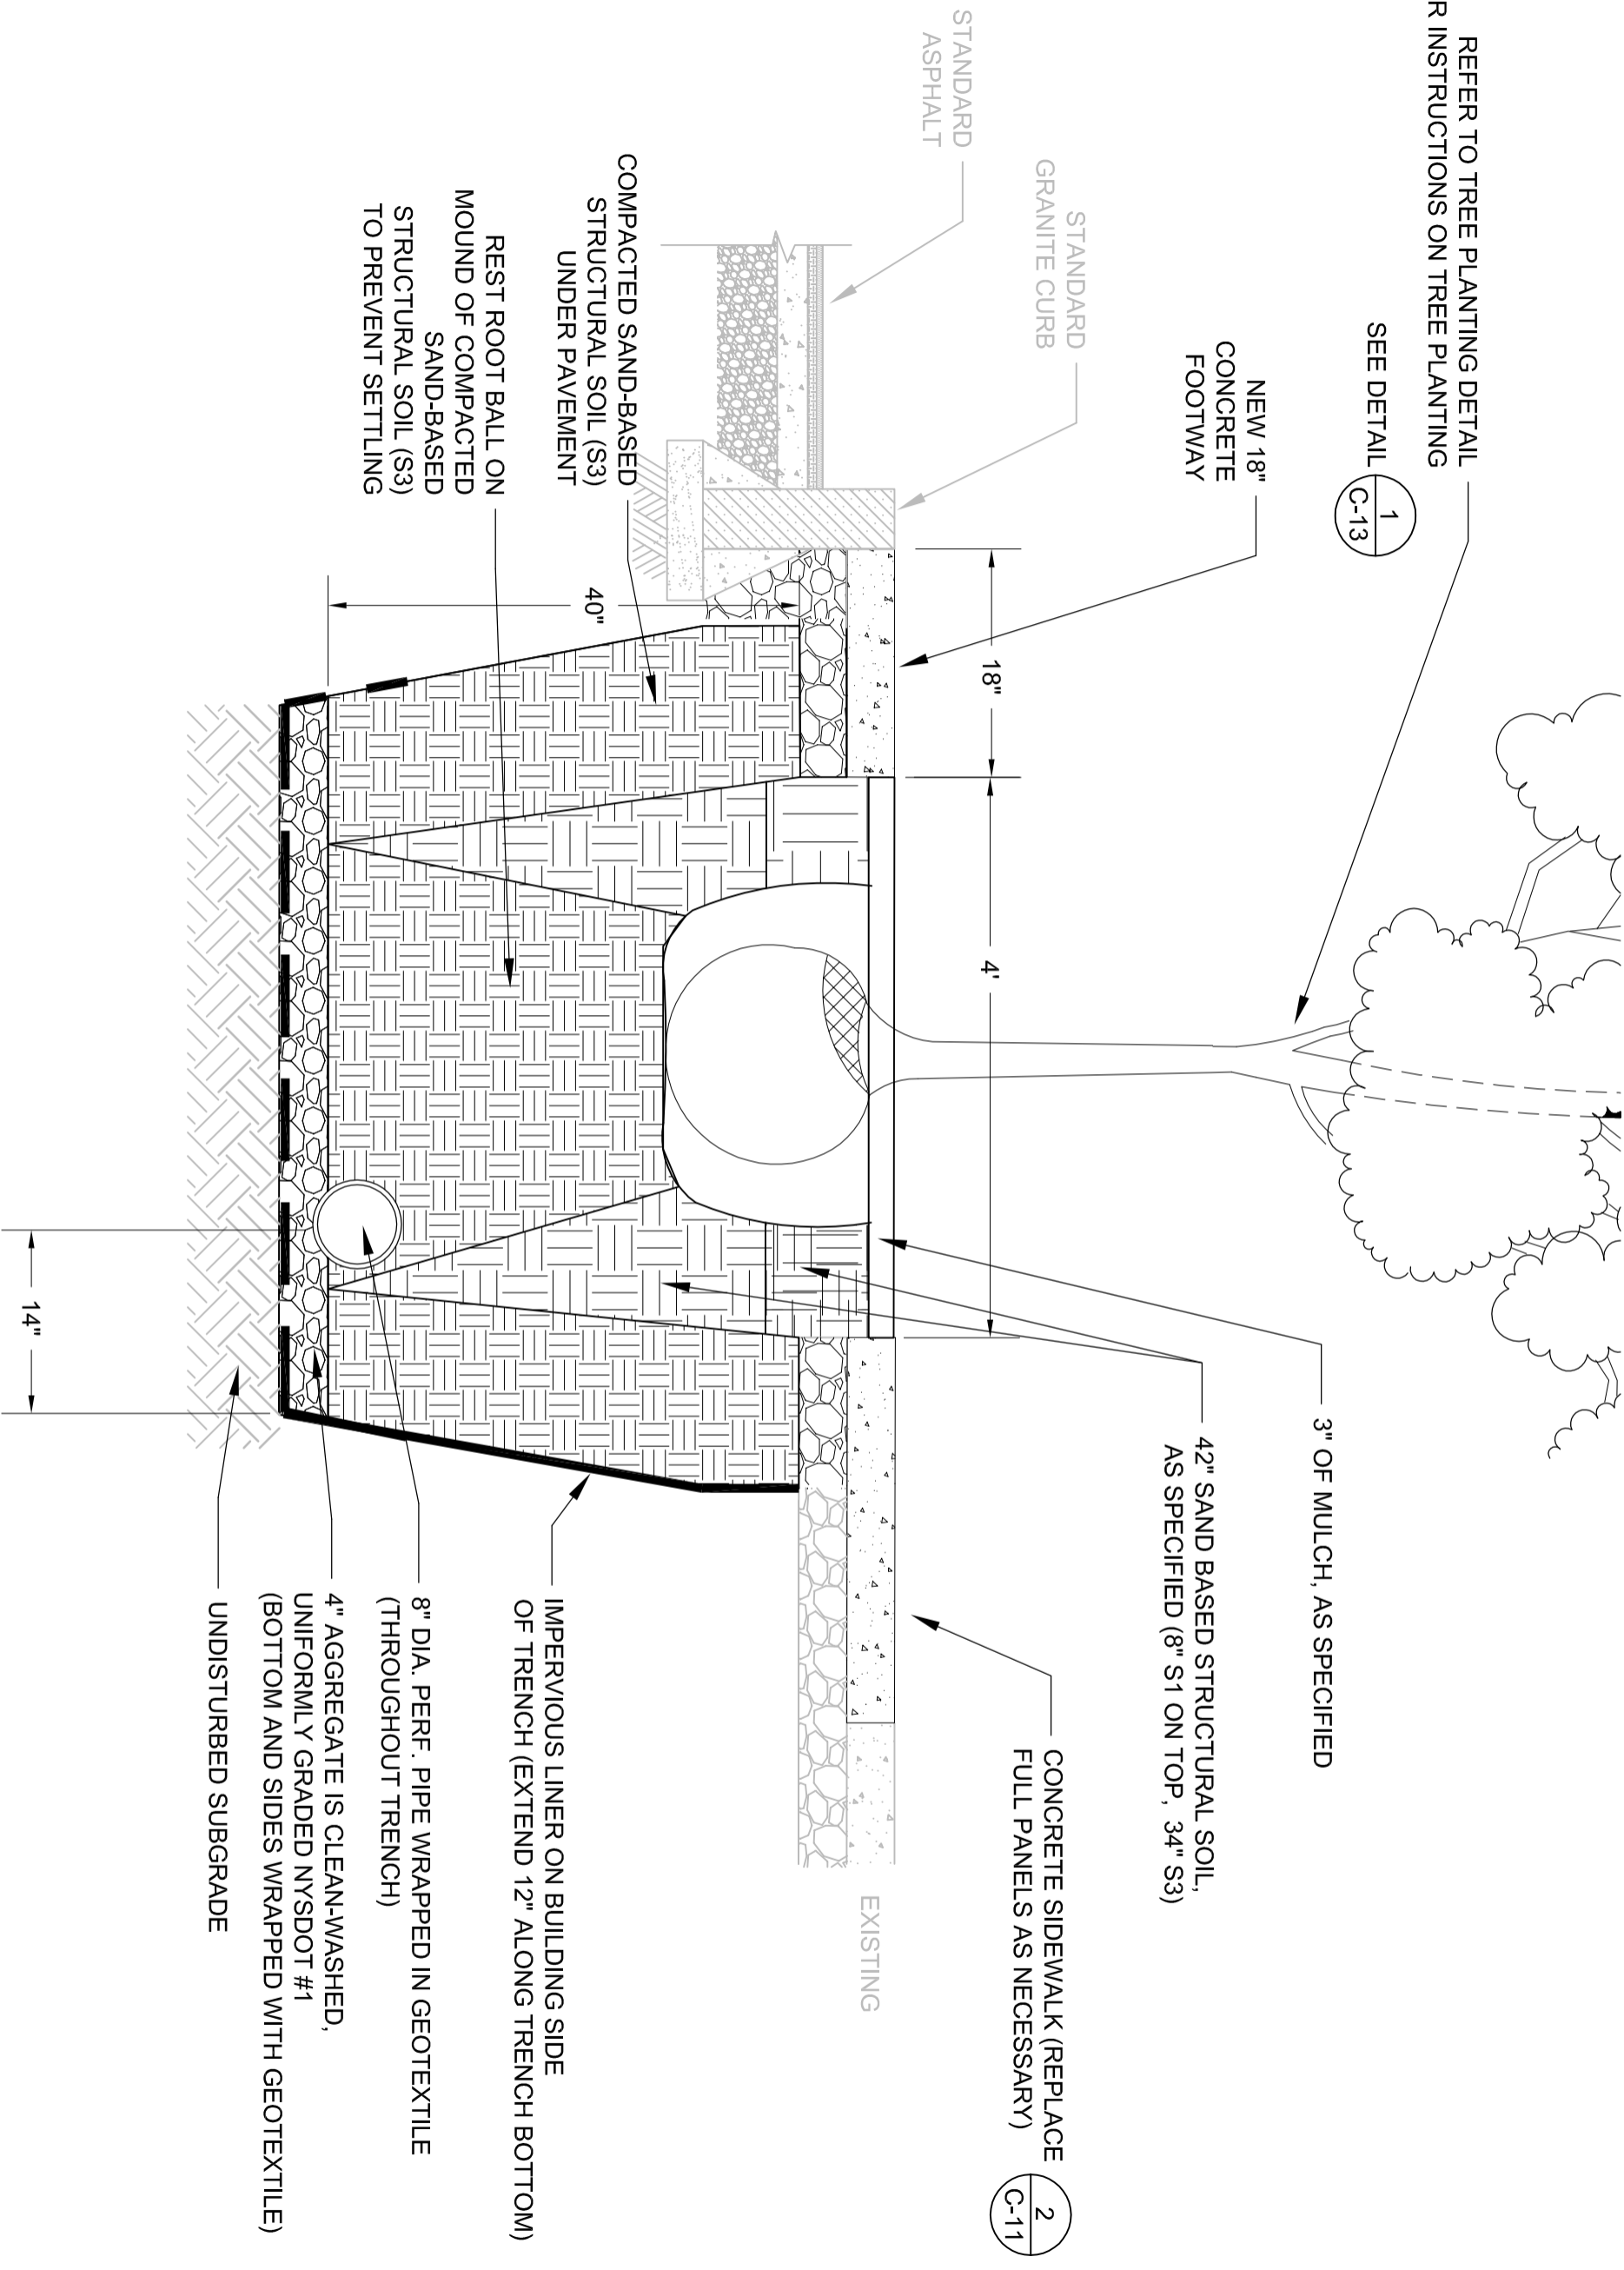 REFER TO TREE PLANTING DETAIL
R INSTRUCTIONS ON TREE PLANTING
SEE DETAIL
1
C-13
NEW 18"
CONCRETE
FOOTWAY
STANDARD
GRANITE CURB
STANDARD
ASPHALT
COMPACTED SAND-BASED
STRUCTURAL SOIL (S3)
UNDER PAVEMENT
REST ROOT BALL ON
MOUND OF COMPACTED
SAND-BASED
STRUCTURAL SOIL (S3)
TO PREVENT SETTLING
18"
4'
40"
14"
3" OF MULCH, AS SPECIFIED
42" SAND BASED STRUCTURAL SOIL,
AS SPECIFIED (8" S1 ON TOP, 34" S3)
CONCRETE SIDEWALK (REPLACE
FULL PANELS AS NECESSARY)
2
C-11
EXISTING
IMPERVIOUS LINER ON BUILDING SIDE
OF TRENCH (EXTEND 12" ALONG TRENCH BOTTOM)
8" DIA. PERF. PIPE WRAPPED IN GEOTEXTILE
(THROUGHOUT TRENCH)
4" AGGREGATE IS CLEAN-WASHED,
UNIFORMLY GRADED NYSDOT #1
(BOTTOM AND SIDES WRAPPED WITH GEOTEXTILE)
UNDISTURBED SUBGRADE